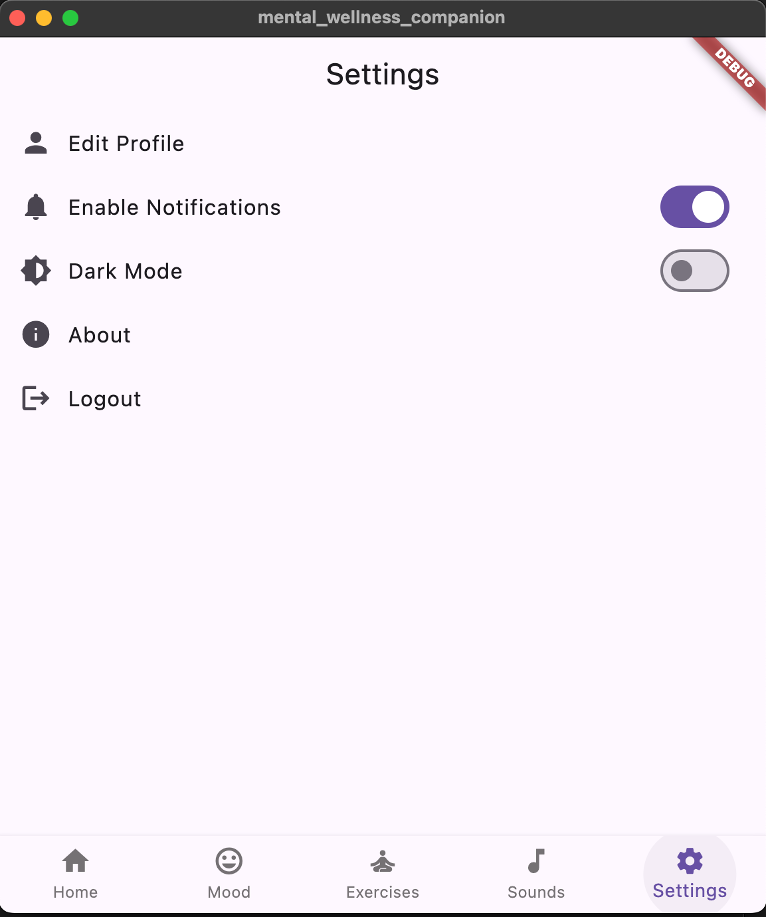 mental_wellness_companion
Settings
DEBUG
Edit Profile
Enable Notifications
Dark Mode
About
Logout
Home
Mood
Exercises
Sounds
Settings